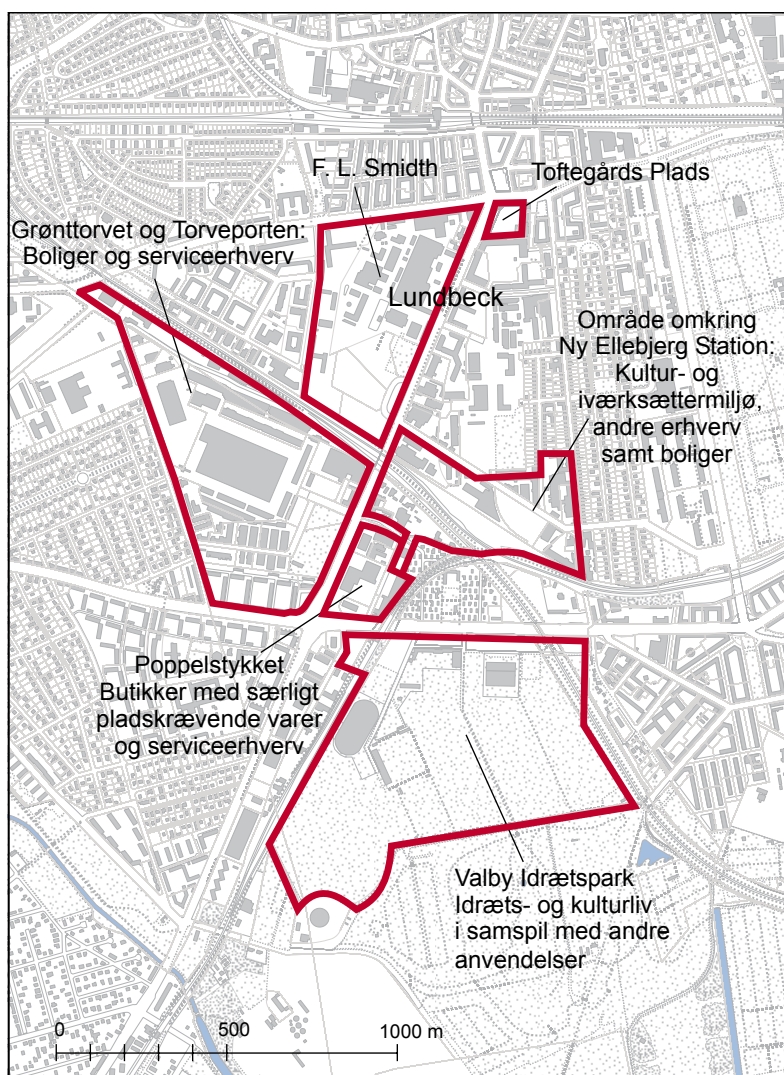 F. L. Smidth
Toftegårds Plads
Grønttorvet og Torveporten:
Boliger og serviceerhverv
Lundbeck
Område omkring
Ny Ellebjerg Station:
Kultur- og
iværksættermiljø,
andre erhverv
samt boliger
Poppelstykket
Butikker med særligt
pladskrævende varer
og serviceerhverv
Valby Idrætspark
Idræts- og kulturliv
i samspil med andre
anvendelser
0 500 1000 m